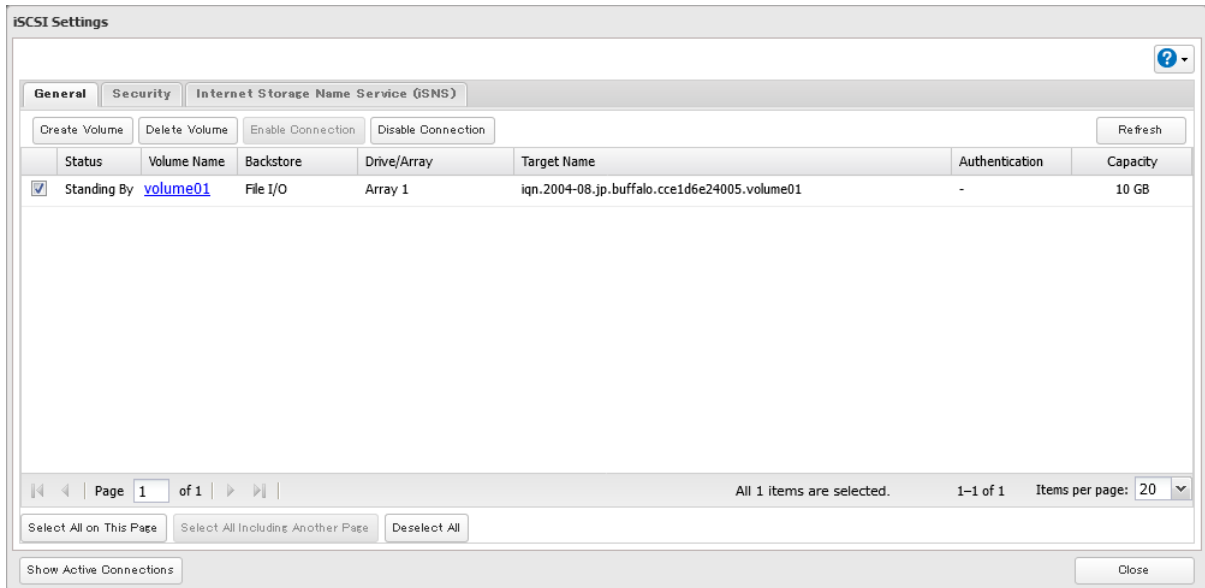 iSCSI Settings
General Security Internet Storage Name Service (iSNS)
Create Volume Delete Volume Enable Connection Disable Connection Refresh
Status Volume Name Backstore Drive/Array Target Name Authentication Capacity
Standing By volume01 File I/O Array 1 iqn.2004-08.jp.buffalo.cce1d6e24005.volume01 - 10 GB
Page 1 of 1 All 1 items are selected. 1–1 of 1 Items per page: 20
Select All on This Page Select All Including Another Page Deselect All
Show Active Connections Close